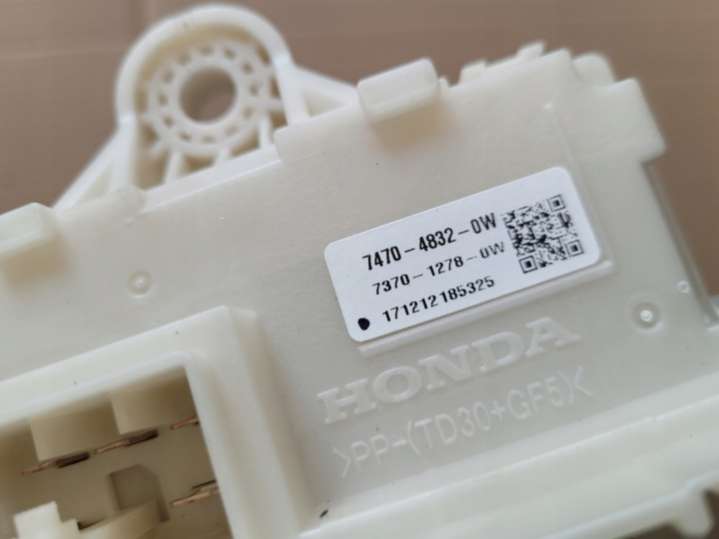 7470-4832-0W
7370-1278-0W
171212185325
HONDA
>PP-(TD30+GF5)<